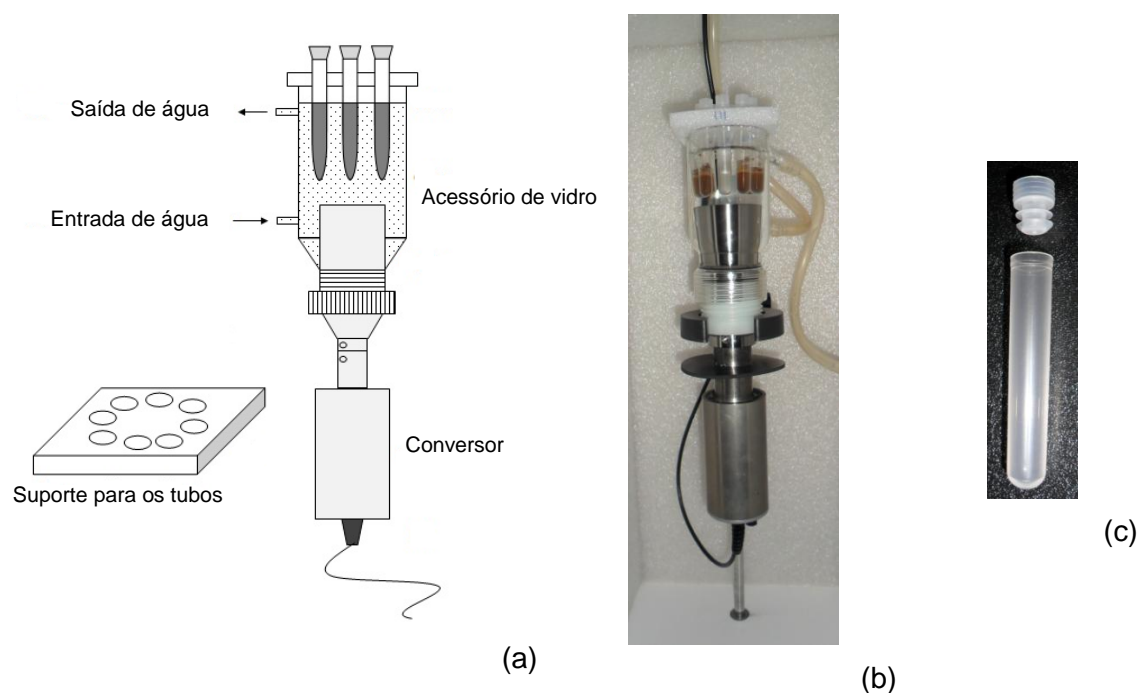 Saída de água
Entrada de água
Acessório de vidro
Conversor
Suporte para os tubos
(a)
(b)
(c)